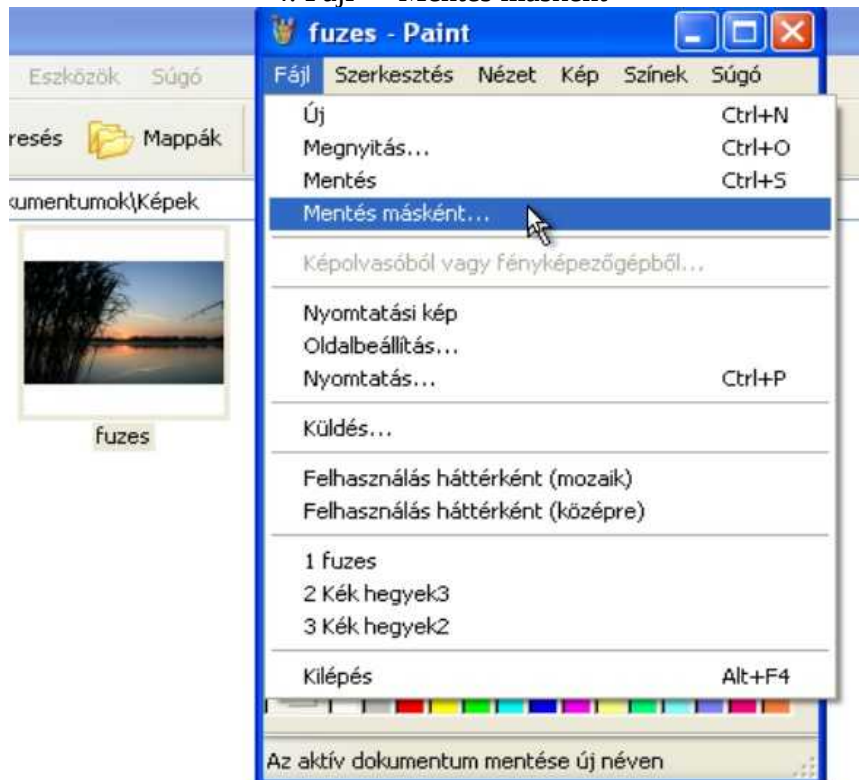 fuzes - Paint
Eszközök Súgó
Fájl Szerkesztés Nézet Kép Színek Súgó
resés Mappák
kumentumok\Képek
fuzes
Új Ctrl+N
Megnyitás... Ctrl+O
Mentés Ctrl+S
Mentés másként...
Képolvasóból vagy fényképezőgépből...
Nyomtatási kép
Oldalbeállítás...
Nyomtatás... Ctrl+P
Küldés...
Felhasználás háttérként (mozaik)
Felhasználás háttérként (középre)
1 fuzes
2 Kék hegyek3
3 Kék hegyek2
Kilépés Alt+F4
Az aktív dokumentum mentése új néven